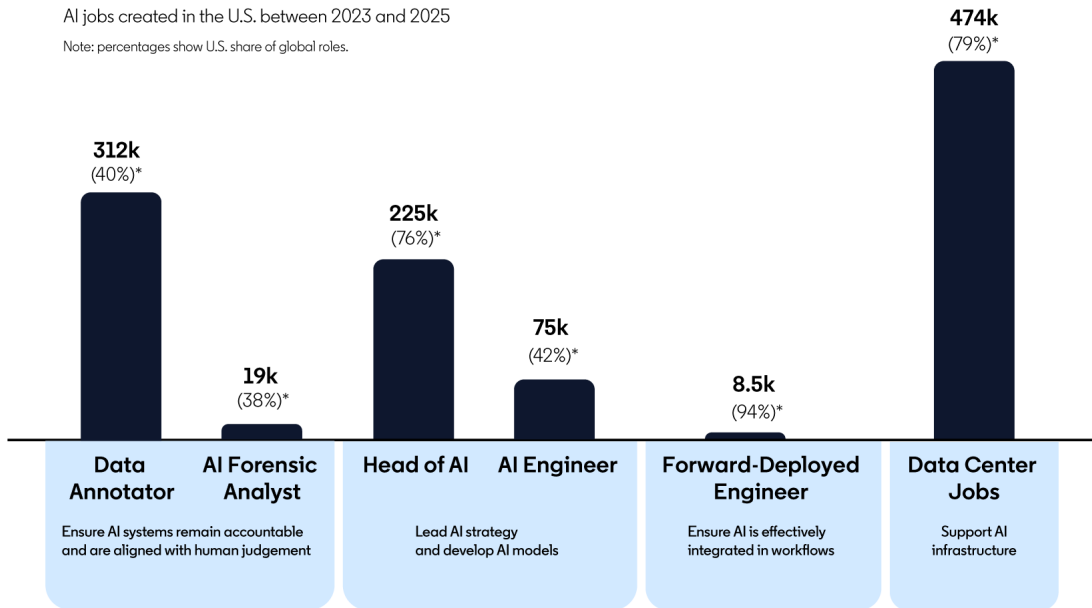 AI jobs created in the U.S. between 2023 and 2025
Note: percentages show U.S. share of global roles.
312k
(40%)*
19k
(38%)*
225k
(76%)*
75k
(42%)*
8.5k
(94%)*
474k
(79%)*
Data
Annotator
AI Forensic
Analyst
Ensure AI systems remain accountable
and are aligned with human judgement
Head of AI
AI Engineer
Lead AI strategy
and develop AI models
Forward-Deployed
Engineer
Ensure AI is effectively
integrated in workflows
Data Center
Jobs
Support AI
infrastructure